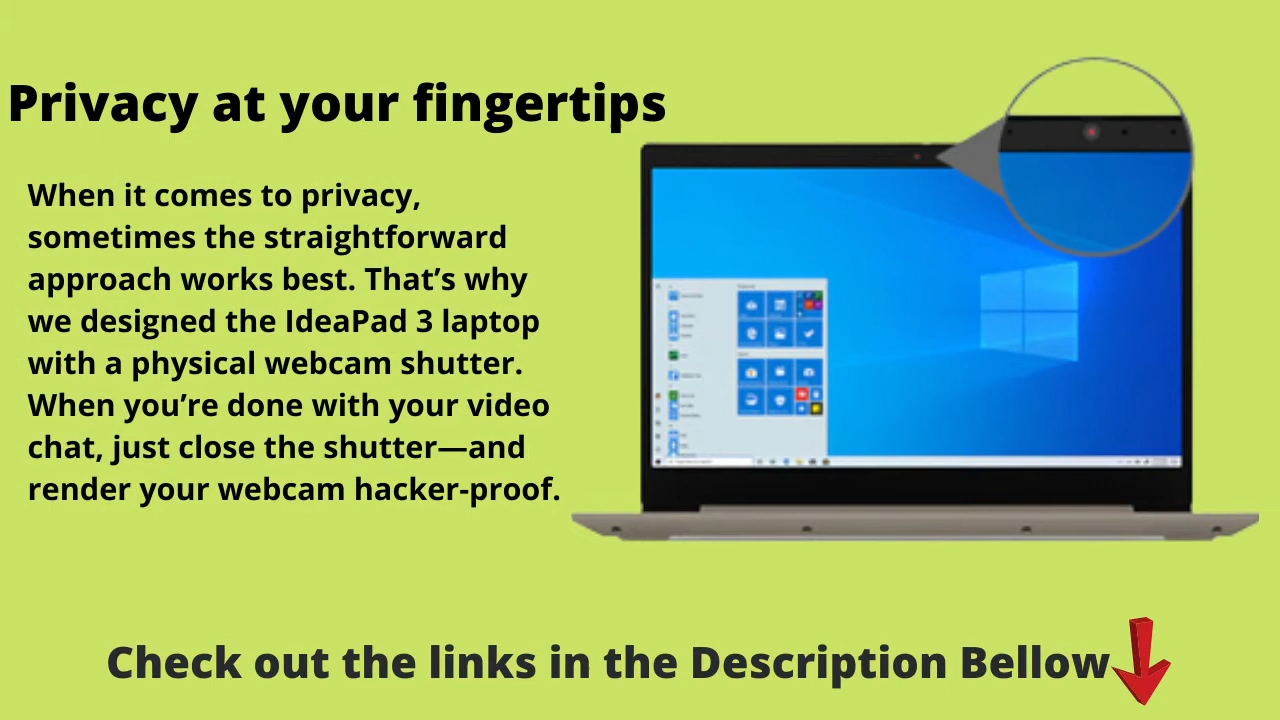 Privacy at your fingertips
When it comes to privacy,
sometimes the straightforward
approach works best. That’s why
we designed the IdeaPad 3 laptop
with a physical webcam shutter.
When you’re done with your video
chat, just close the shutter—and
render your webcam hacker-proof.
Check out the links in the Description Bellow